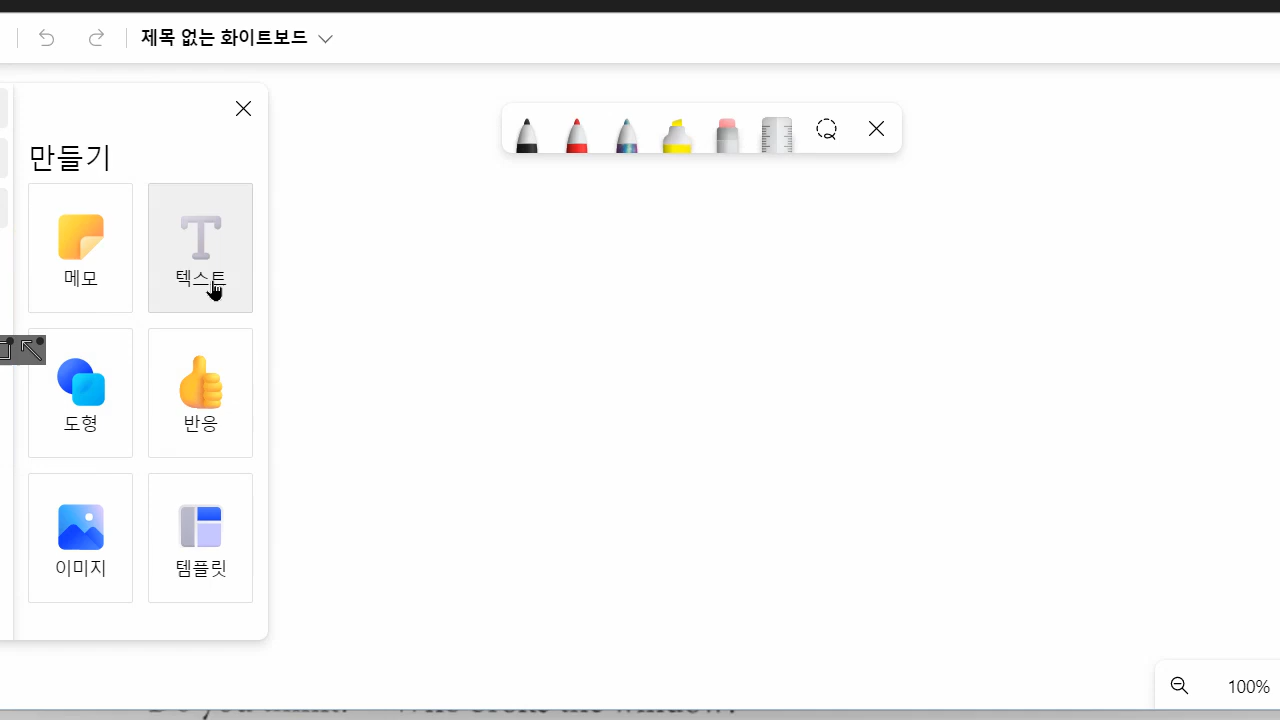 제목 없는 화이트보드
만들기
메모
텍스트
도형
반응
이미지
템플릿
100%